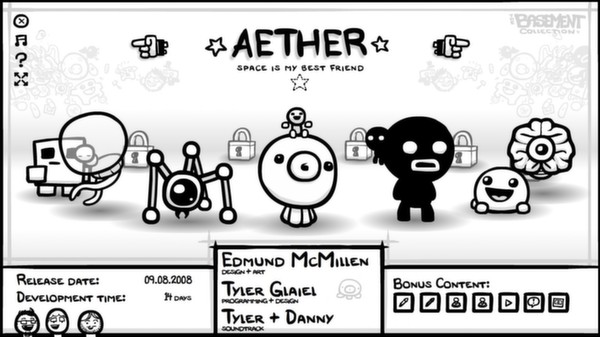 THE BASEMENT
COLLECTION
AETHER
SPACE IS MY BEST FRIEND
EDMUND MCMILLEN
DESIGN + ART
TYLER GLAIEL
PROGRAMMING + DESIGN
TYLER + DANNY
SOUNDTRACK
RELEASE DATE: 09.08.2008
DEVELOPMENT TIME: 14 DAYS
BONUS CONTENT: